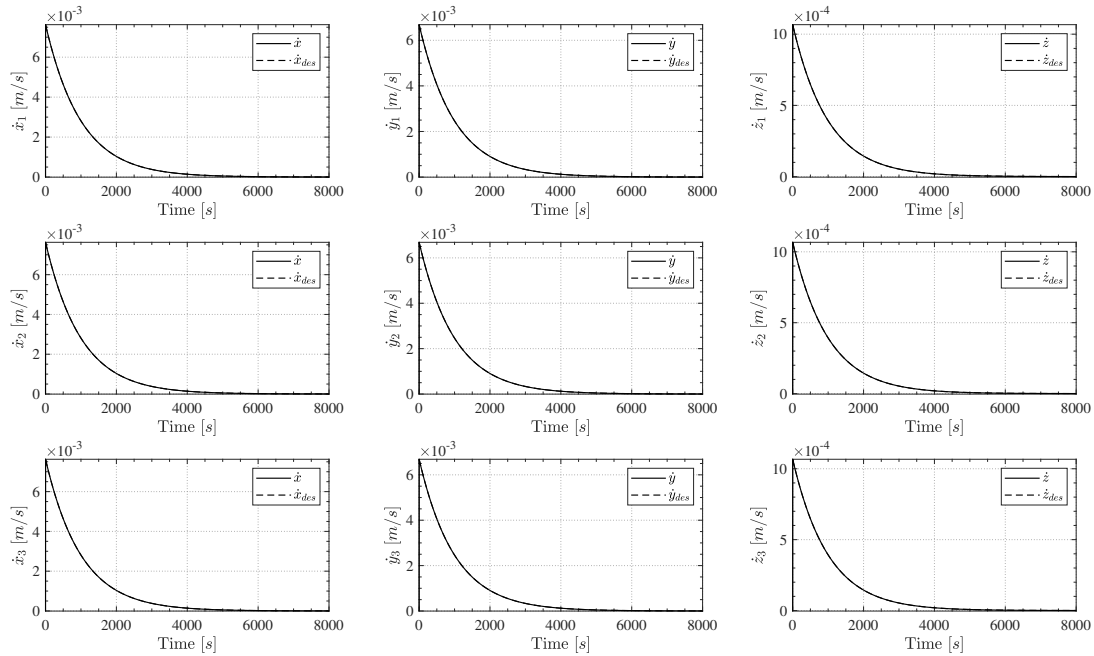 ×10⁻³
ẋ₁ [m/s]
6
4
2
0
ẋ
ẋ_des
0 2000 4000 6000 8000
Time [s]
×10⁻³
ẏ₁ [m/s]
6
4
2
0
ẏ
ẏ_des
0 2000 4000 6000 8000
Time [s]
×10⁻⁴
ż₁ [m/s]
10
5
0
ż
ż_des
0 2000 4000 6000 8000
Time [s]
×10⁻³
ẋ₂ [m/s]
6
4
2
0
ẋ
ẋ_des
0 2000 4000 6000 8000
Time [s]
×10⁻³
ẏ₂ [m/s]
6
4
2
0
ẏ
ẏ_des
0 2000 4000 6000 8000
Time [s]
×10⁻⁴
ż₂ [m/s]
10
5
0
ż
ż_des
0 2000 4000 6000 8000
Time [s]
×10⁻³
ẋ₃ [m/s]
6
4
2
0
ẋ
ẋ_des
0 2000 4000 6000 8000
Time [s]
×10⁻³
ẏ₃ [m/s]
6
4
2
0
ẏ
ẏ_des
0 2000 4000 6000 8000
Time [s]
×10⁻⁴
ż₃ [m/s]
10
5
0
ż
ż_des
0 2000 4000 6000 8000
Time [s]